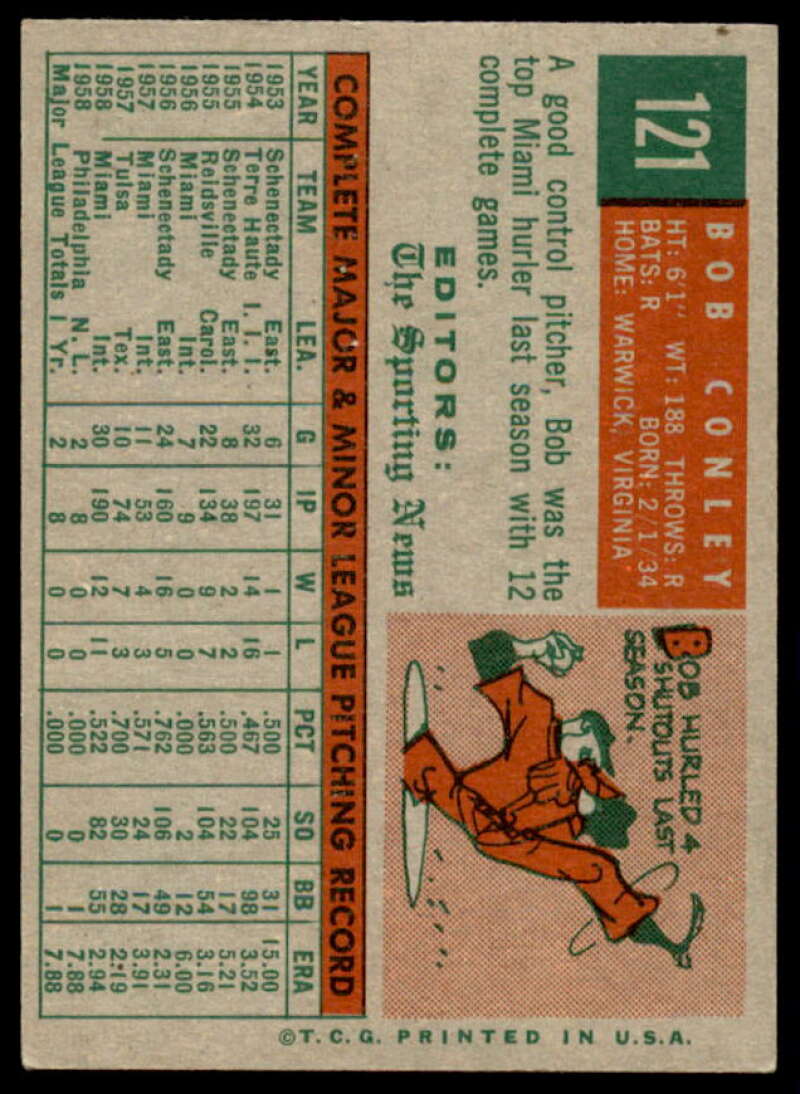 121
BOB CONLEY
HT: 6'1" WT: 188 THROWS: R
BATS: R BORN: 2/1/34
HOME: WARWICK, VIRGINIA
A good control pitcher, Bob was the
top Miami hurler last season with 12
complete games.
EDITORS:
The Sporting News
BOB HURLED 4
SHUTOUTS LAST
SEASON.
COMPLETE MAJOR & MINOR LEAGUE PITCHING RECORD
YEAR TEAM LEA. G IP W L PCT SO BB ERA
1953 Schenectady East. 6 31 1 1 .500 25 31 15.00
1954 Terre Haute I. I. I. 32 197 14 16 .467 104 98 3.52
1955 Schenectady East. 8 38 2 2 .500 22 17 5.21
1955 Reidsville Carol. 22 134 9 7 .563 104 54 3.16
1956 Miami Int. 7 9 0 0 .000 2 12 6.00
1956 Schenectady East. 24 160 16 5 .762 106 49 2.31
1957 Miami Int. 11 53 4 3 .571 24 17 3.91
1957 Tulsa Tex. 10 74 7 3 .700 30 28 2.19
1958 Miami Int. 30 190 12 11 .522 82 55 2.94
1958 Philadelphia N. L. 2 8 0 0 .000 0 1 7.88
Major League Totals 1 Yr. 2 8 0 0 .000 0 1 7.88
©T.C.G. PRINTED IN U.S.A.